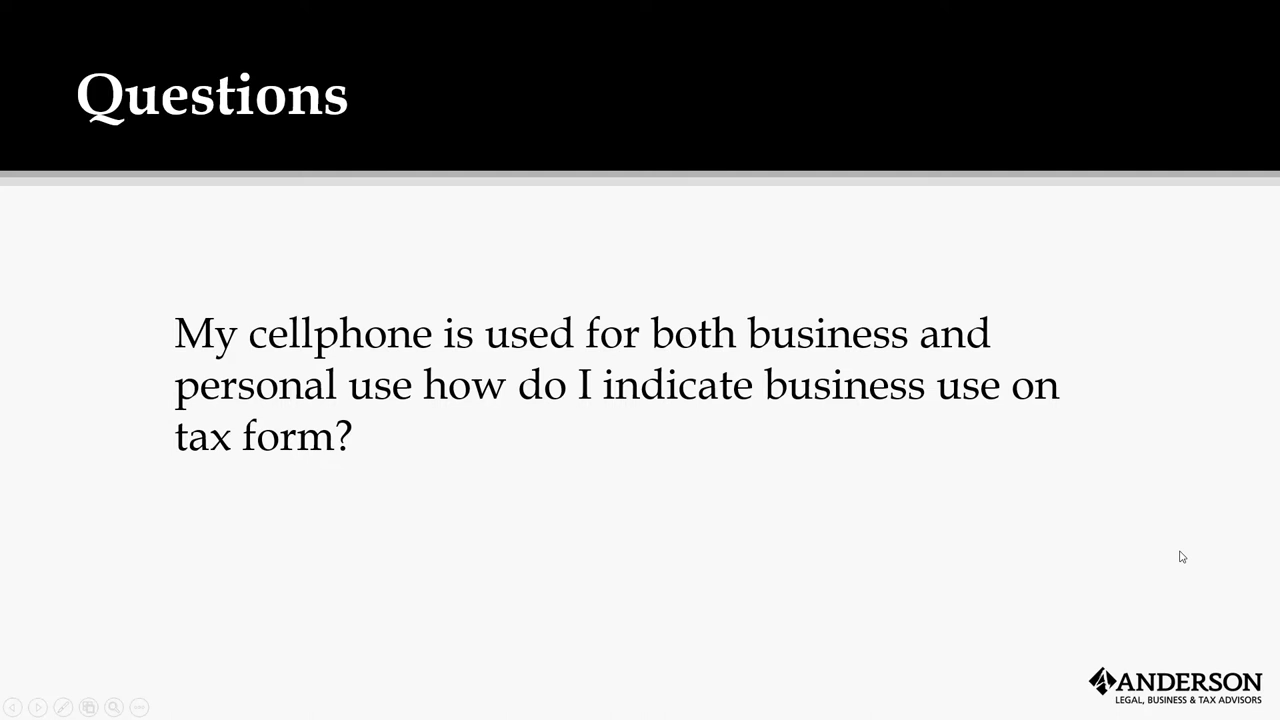 Questions
My cellphone is used for both business and
personal use how do I indicate business use on
tax form?
ANDERSON
LEGAL, BUSINESS & TAX ADVISORS